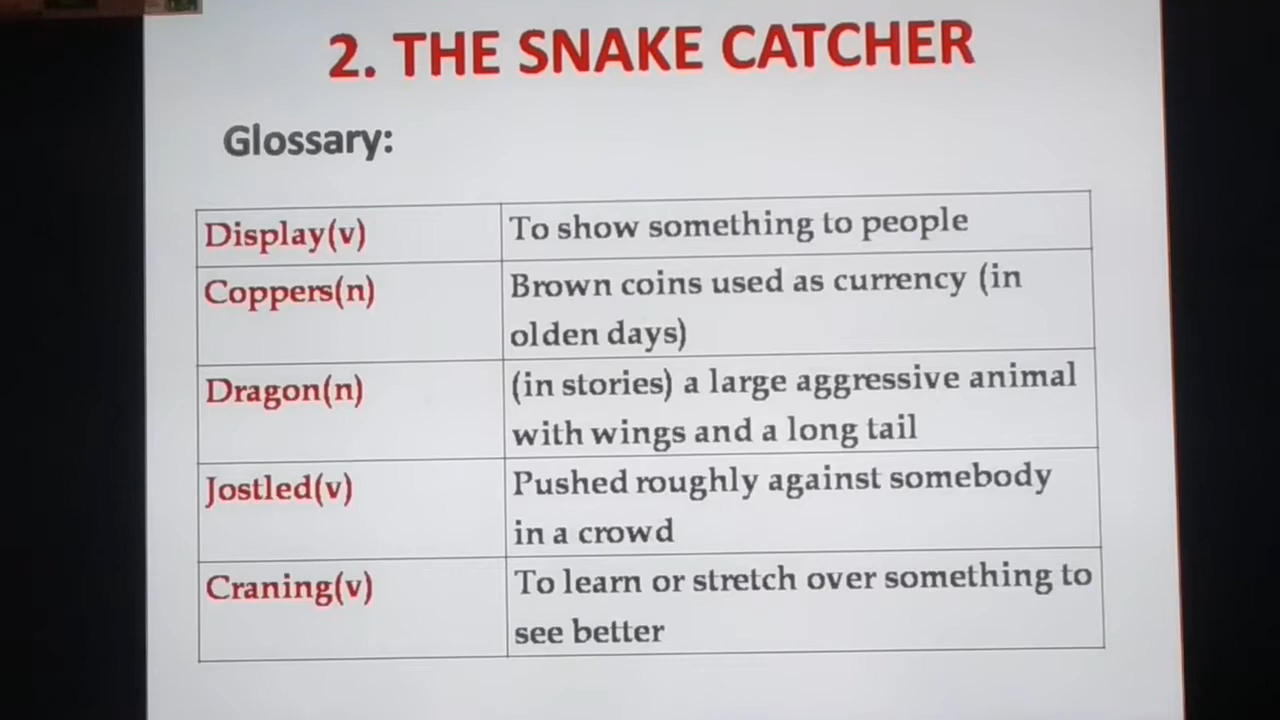 2. THE SNAKE CATCHER
Glossary:
Display(v)
To show something to people
Coppers(n)
Brown coins used as currency (in
olden days)
Dragon(n)
(in stories) a large aggressive animal
with wings and a long tail
Jostled(v)
Pushed roughly against somebody
in a crowd
Craning(v)
To learn or stretch over something to
see better